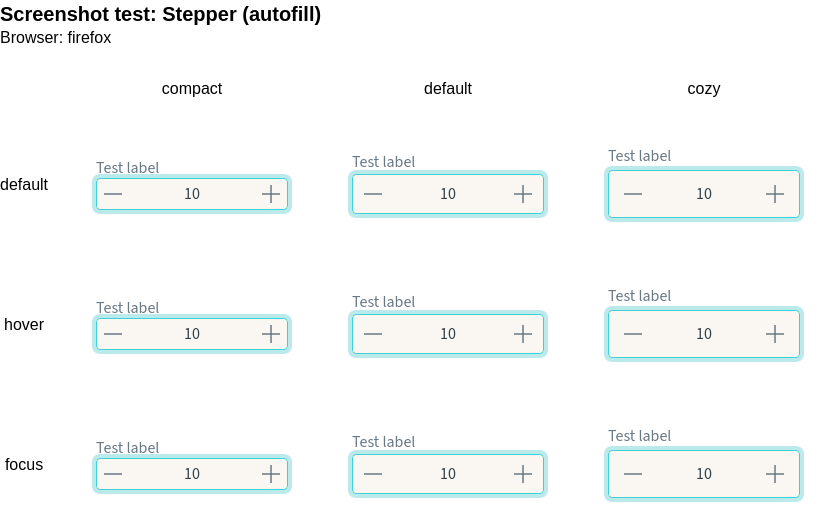 Screenshot test: Stepper (autofill)
Browser: firefox
compact default cozy
default
Test label Test label Test label
10 10 10
hover
Test label Test label Test label
10 10 10
focus
Test label Test label Test label
10 10 10